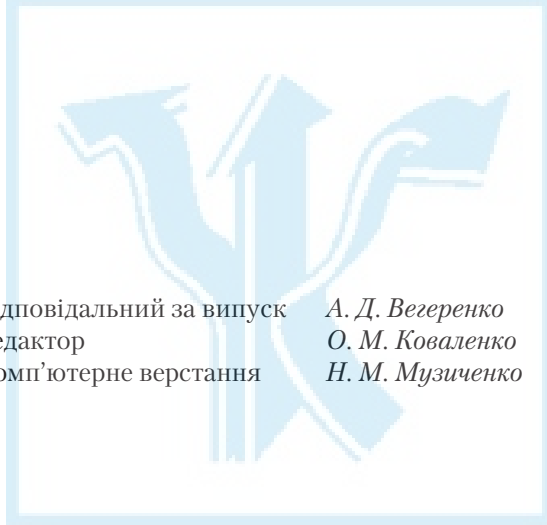 дповідальний за випуск А. Д. Вегеренко
едактор О. М. Коваленко
омп’ютерне верстання Н. М. Музиченко